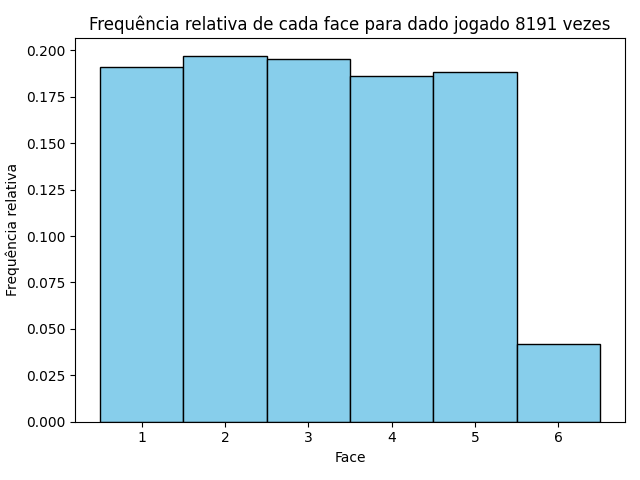 Frequência relativa de cada face para dado jogado 8191 vezes
0.200
0.175
0.150
0.125
0.100
0.075
0.050
0.025
0.000
Frequência relativa
1 2 3 4 5 6
Face